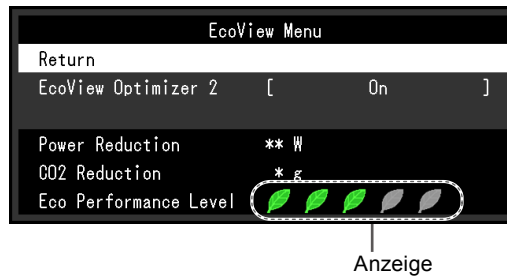 EcoView Menu
Return
EcoView Optimizer 2 [ On ]
Power Reduction ** W
CO2 Reduction * g
Eco Performance Level
Anzeige